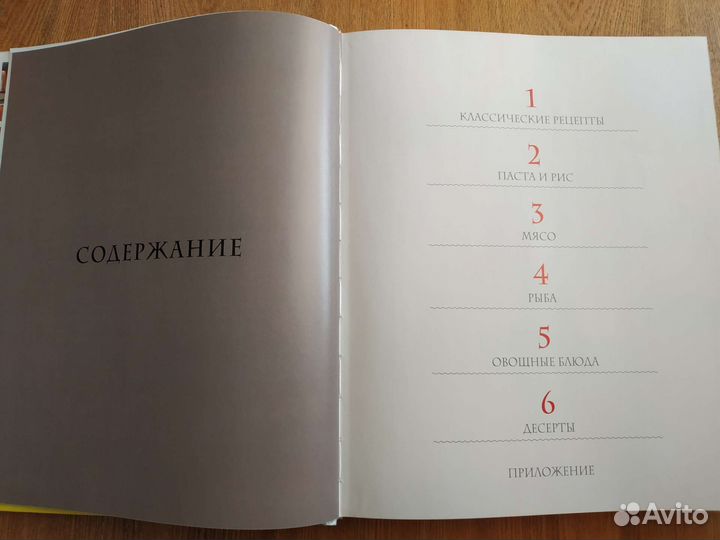 СОДЕРЖАНИЕ
1
КЛАССИЧЕСКИЕ РЕЦЕПТЫ
2
ПАСТА И РИС
3
МЯСО
4
РЫБА
5
ОВОЩНЫЕ БЛЮДА
6
ДЕСЕРТЫ
ПРИЛОЖЕНИЕ
Avito